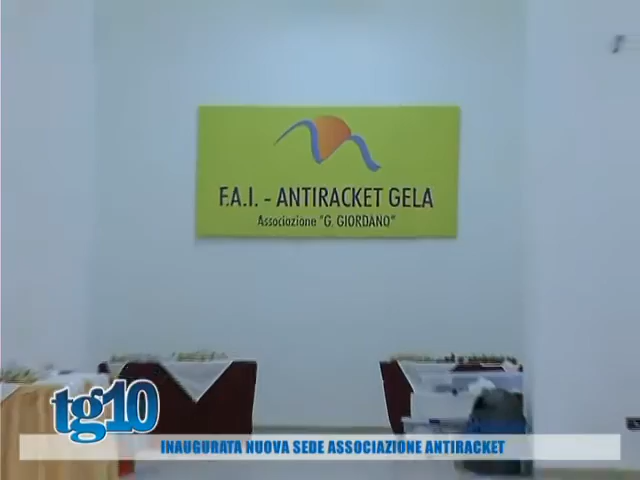 F.A.I. - ANTIRACKET GELA
Associazione "G. GIORDANO"
tg10
INAUGURATA NUOVA SEDE ASSOCIAZIONE ANTIRACKET